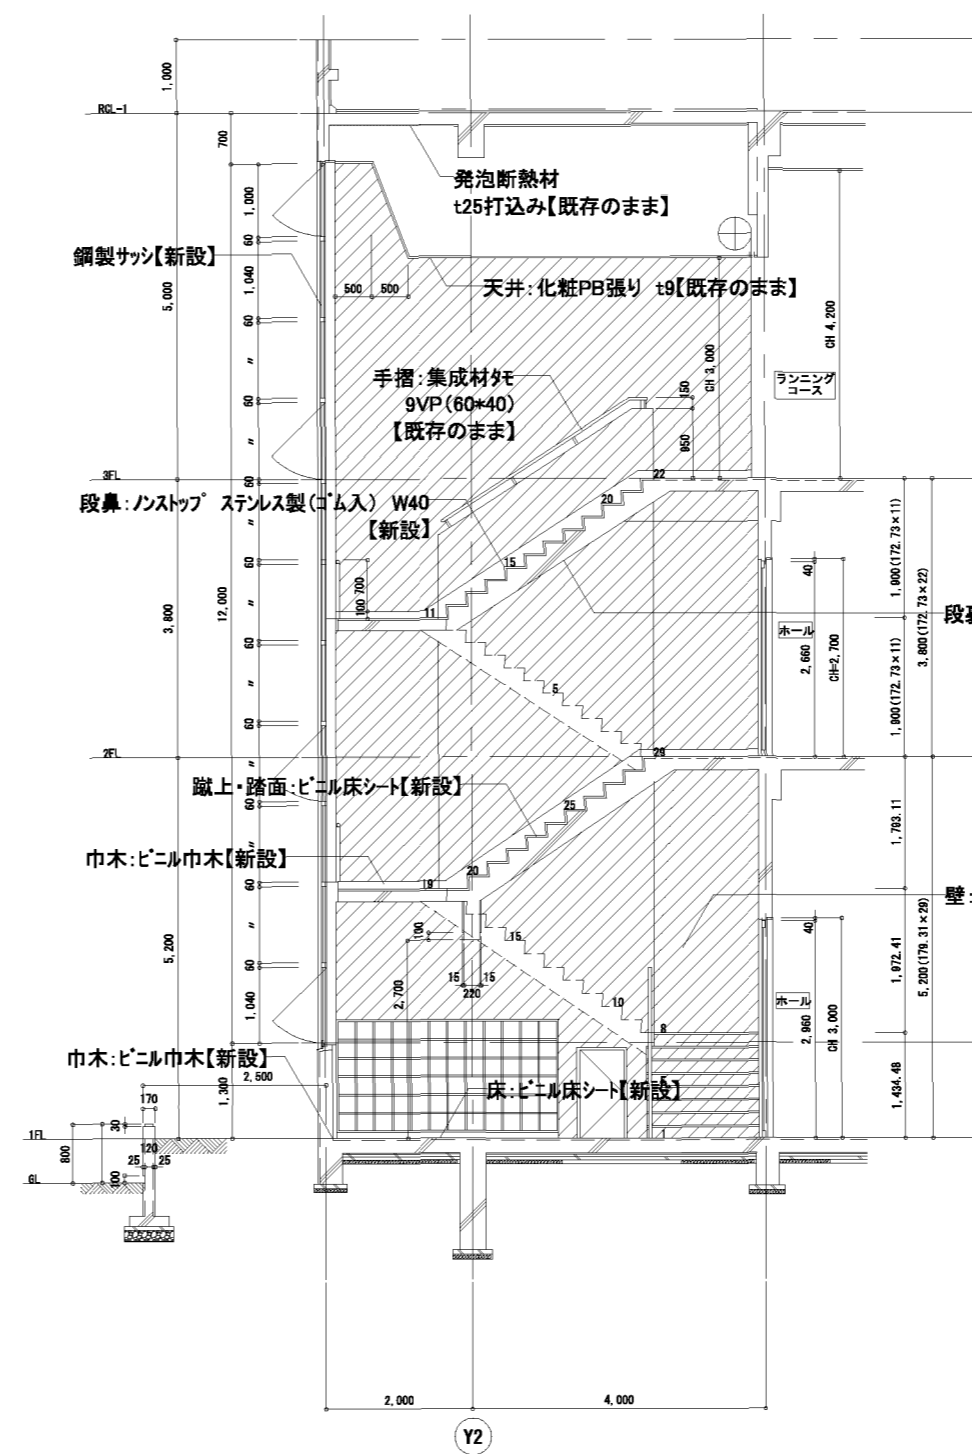 1,000
RCL-1
700
発泡断熱材
t25打込み【既存のまま】
1,000
60
鋼製サッシ【新設】
1,040
5,000
500 500
天井:化粧PB張り t9【既存のまま】
60
CH 3,000
CH 4,200
〃
手摺:集成材タモ
9VP(60*40)
【既存のまま】
150
ランニング
コース
60
〃
950
3FL
60
22
段鼻:ノンストップ ステンレス製(ゴム入) W40
【新設】
20
〃
1,900(172.73×11)
60
15
40
100 700
12,000
3,800
〃
11
3,800(172.73×22)
段鼻
ホール
60
2,660
CH=2,700
〃
5
1,900(172.73×11)
60
2FL
29
〃
蹴上・踏面:ビニル床シート【新設】
60
25
1,793.11
〃
巾木:ビニル巾木【新設】
20
19
60
壁:
〃
100
15
40
5,200
1,972.41
5,200(179.31×29)
60
15 15
220
2,700
10
ホール
1,040
2,960
CH 3,000
8
巾木:ビニル巾木【新設】
2,500
床:ビニル床シート【新設】
5
1,300
1,434.48
170
30
1FL
1
800
120
25 25
100
GL
2,000
4,000
Y2